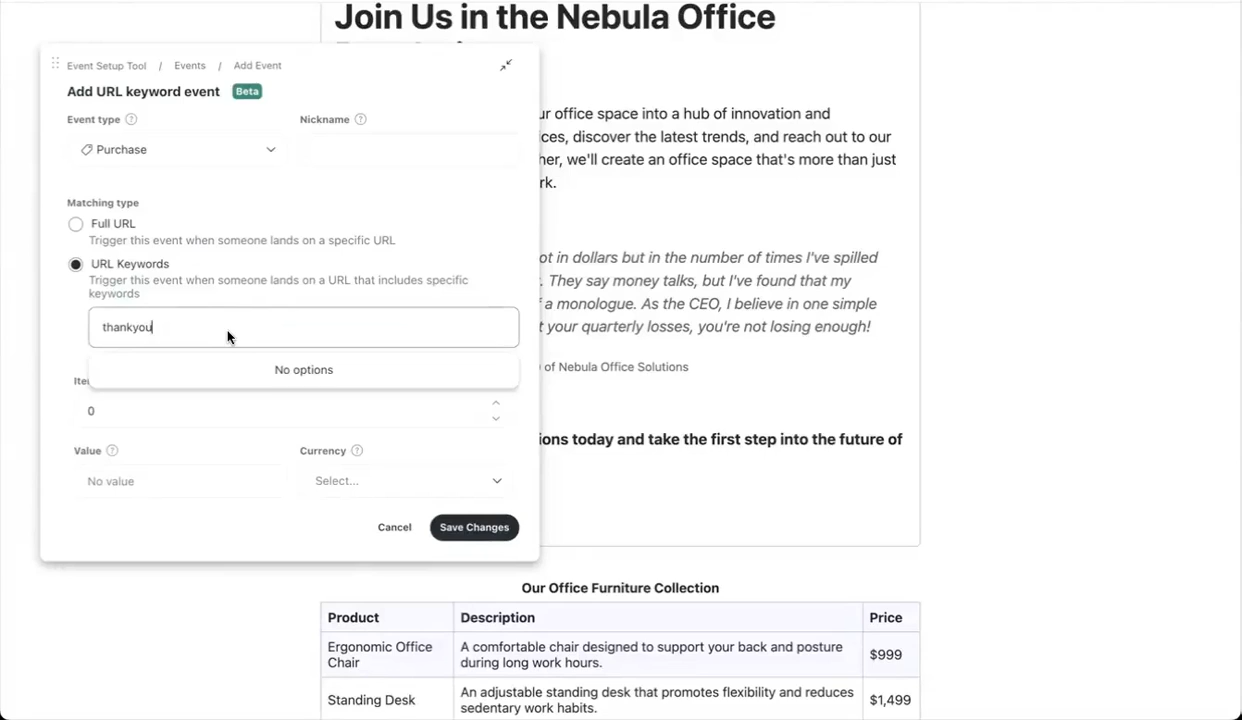 Join Us in the Nebula Office
Event Setup Tool / Events / Add Event
Add URL keyword event Beta
Event type
Nickname
Purchase
Matching type
Full URL
Trigger this event when someone lands on a specific URL
URL Keywords
Trigger this event when someone lands on a URL that includes specific
keywords
thankyou
No options
0
Value
Currency
No value
Select...
Cancel
Save Changes
office space into a hub of innovation and
discover the latest trends, and reach out to our
we'll create an office space that's more than just
in dollars but in the number of times I've spilled
They say money talks, but I've found that my
a monologue. As the CEO, I believe in one simple
your quarterly losses, you're not losing enough!
of Nebula Office Solutions
today and take the first step into the future of
Our Office Furniture Collection
Product Description Price
Ergonomic Office
Chair
A comfortable chair designed to support your back and posture
during long work hours.
$999
Standing Desk
An adjustable standing desk that promotes flexibility and reduces
sedentary work habits.
$1,499